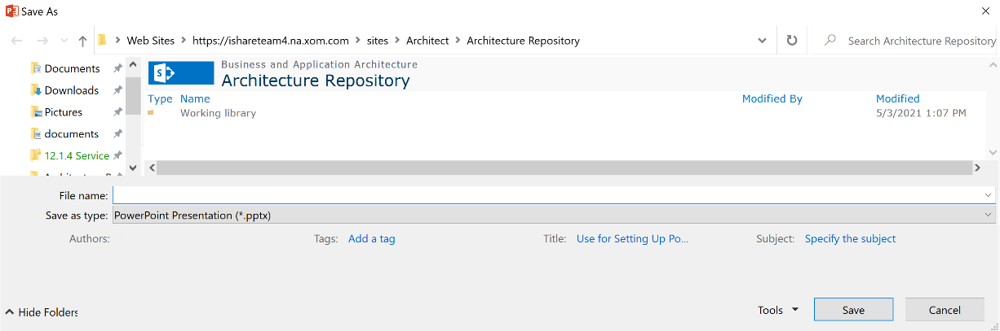 Save As
Web Sites > https://ishareteam4.na.xom.com > sites > Architect > Architecture Repository
Search Architecture Repository
Documents
Downloads
Pictures
documents
12.1.4 Service
Business and Application Architecture
Architecture Repository
Type Name Modified By Modified
Working library 5/3/2021 1:07 PM
File name:
Save as type: PowerPoint Presentation (*.pptx)
Authors: Tags: Add a tag Title: Use for Setting Up Po... Subject: Specify the subject
Hide Folders Tools Save Cancel